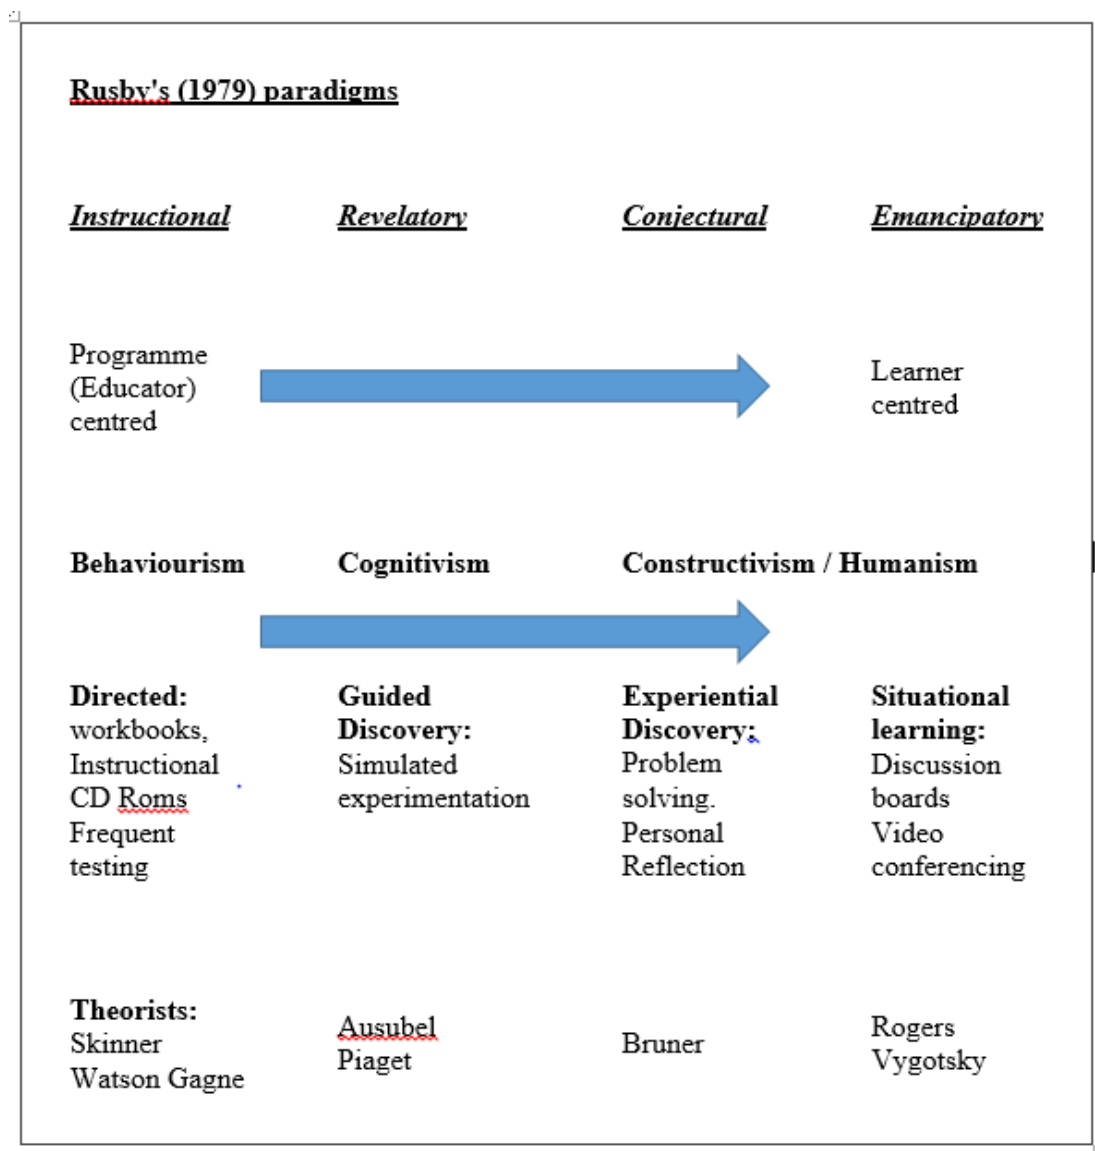 Rusby's (1979) paradigms
Instructional
Revelatory
Conjectural
Emancipatory
Programme
(Educator)
centred
Learner
centred
Behaviourism
Cognitivism
Constructivism / Humanism
Directed:
workbooks,
Instructional
CD Roms
Frequent
testing
Guided
Discovery:
Simulated
experimentation
Experiential
Discovery:
Problem
solving.
Personal
Reflection
Situational
learning:
Discussion
boards
Video
conferencing
Theorists:
Skinner
Watson Gagne
Ausubel
Piaget
Bruner
Rogers
Vygotsky